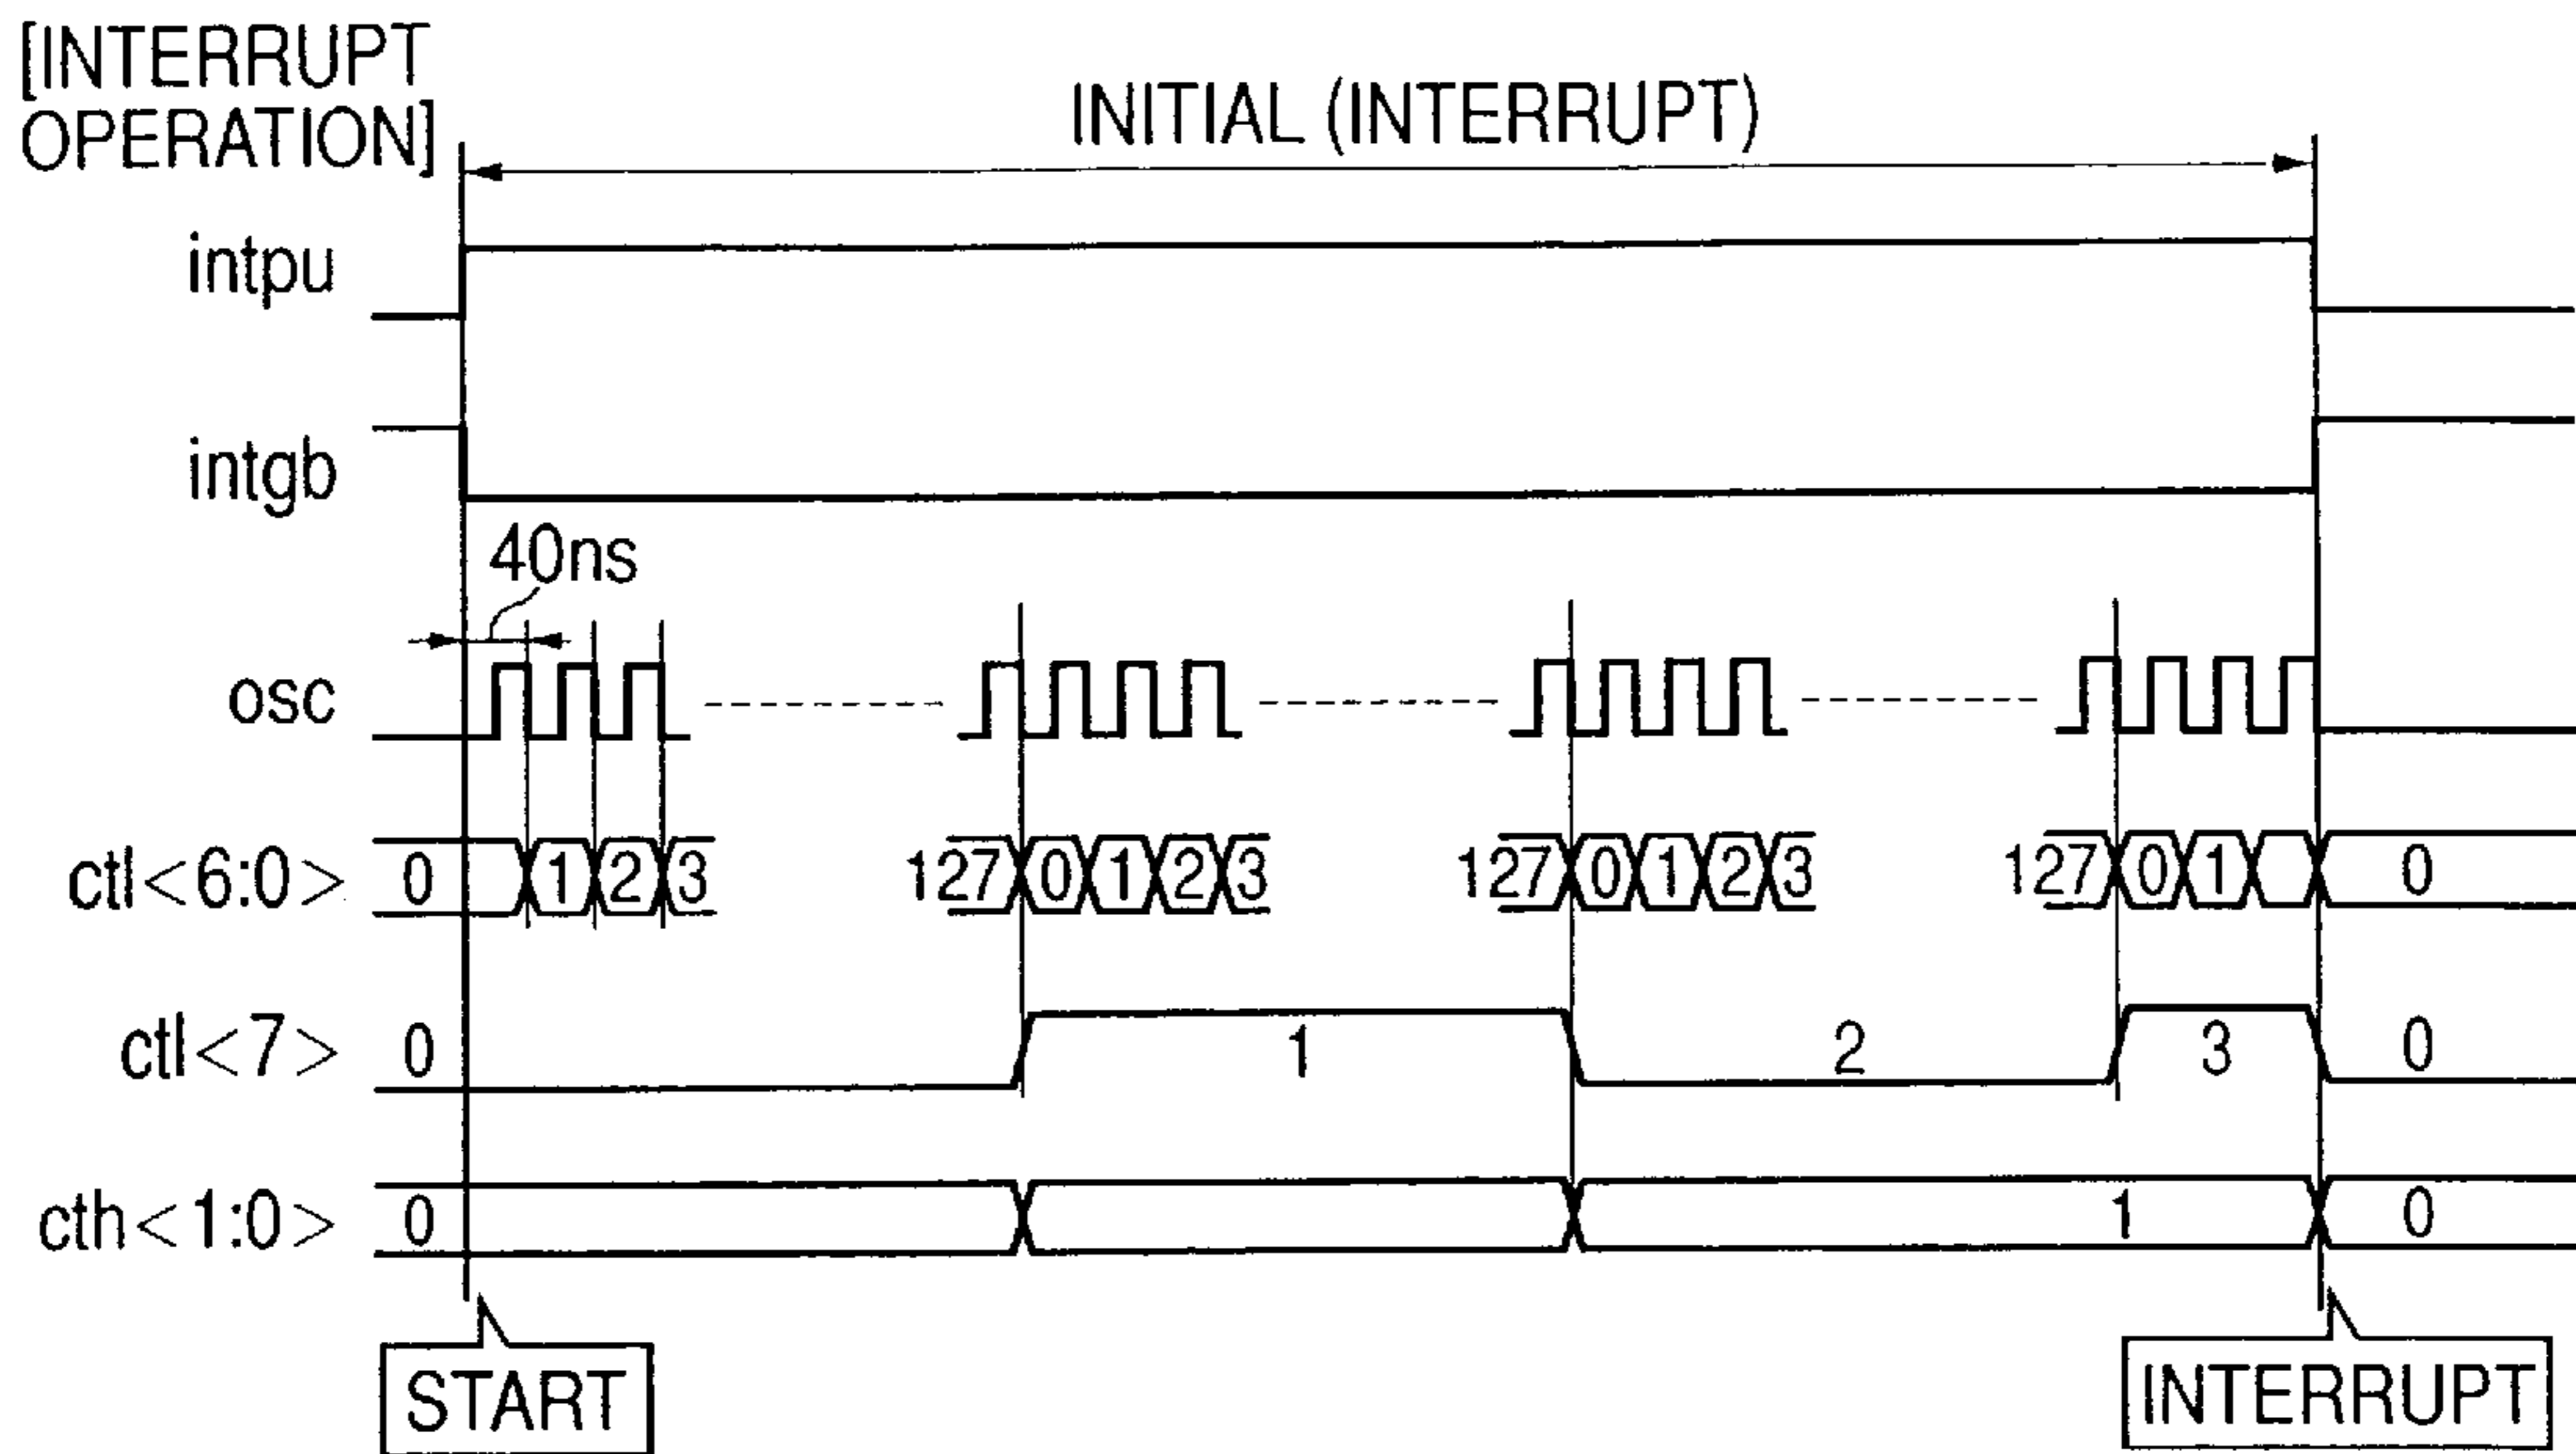 [INTERRUPT
OPERATION]
INITIAL (INTERRUPT)
intpu
intgb
40ns
osc
ctl<6:0> 0 1 2 3 127 0 1 2 3 127 0 1 2 3 127 0 1 0
ctl<7> 0 1 2 3 0
cth<1:0> 0 1 0
START
INTERRUPT